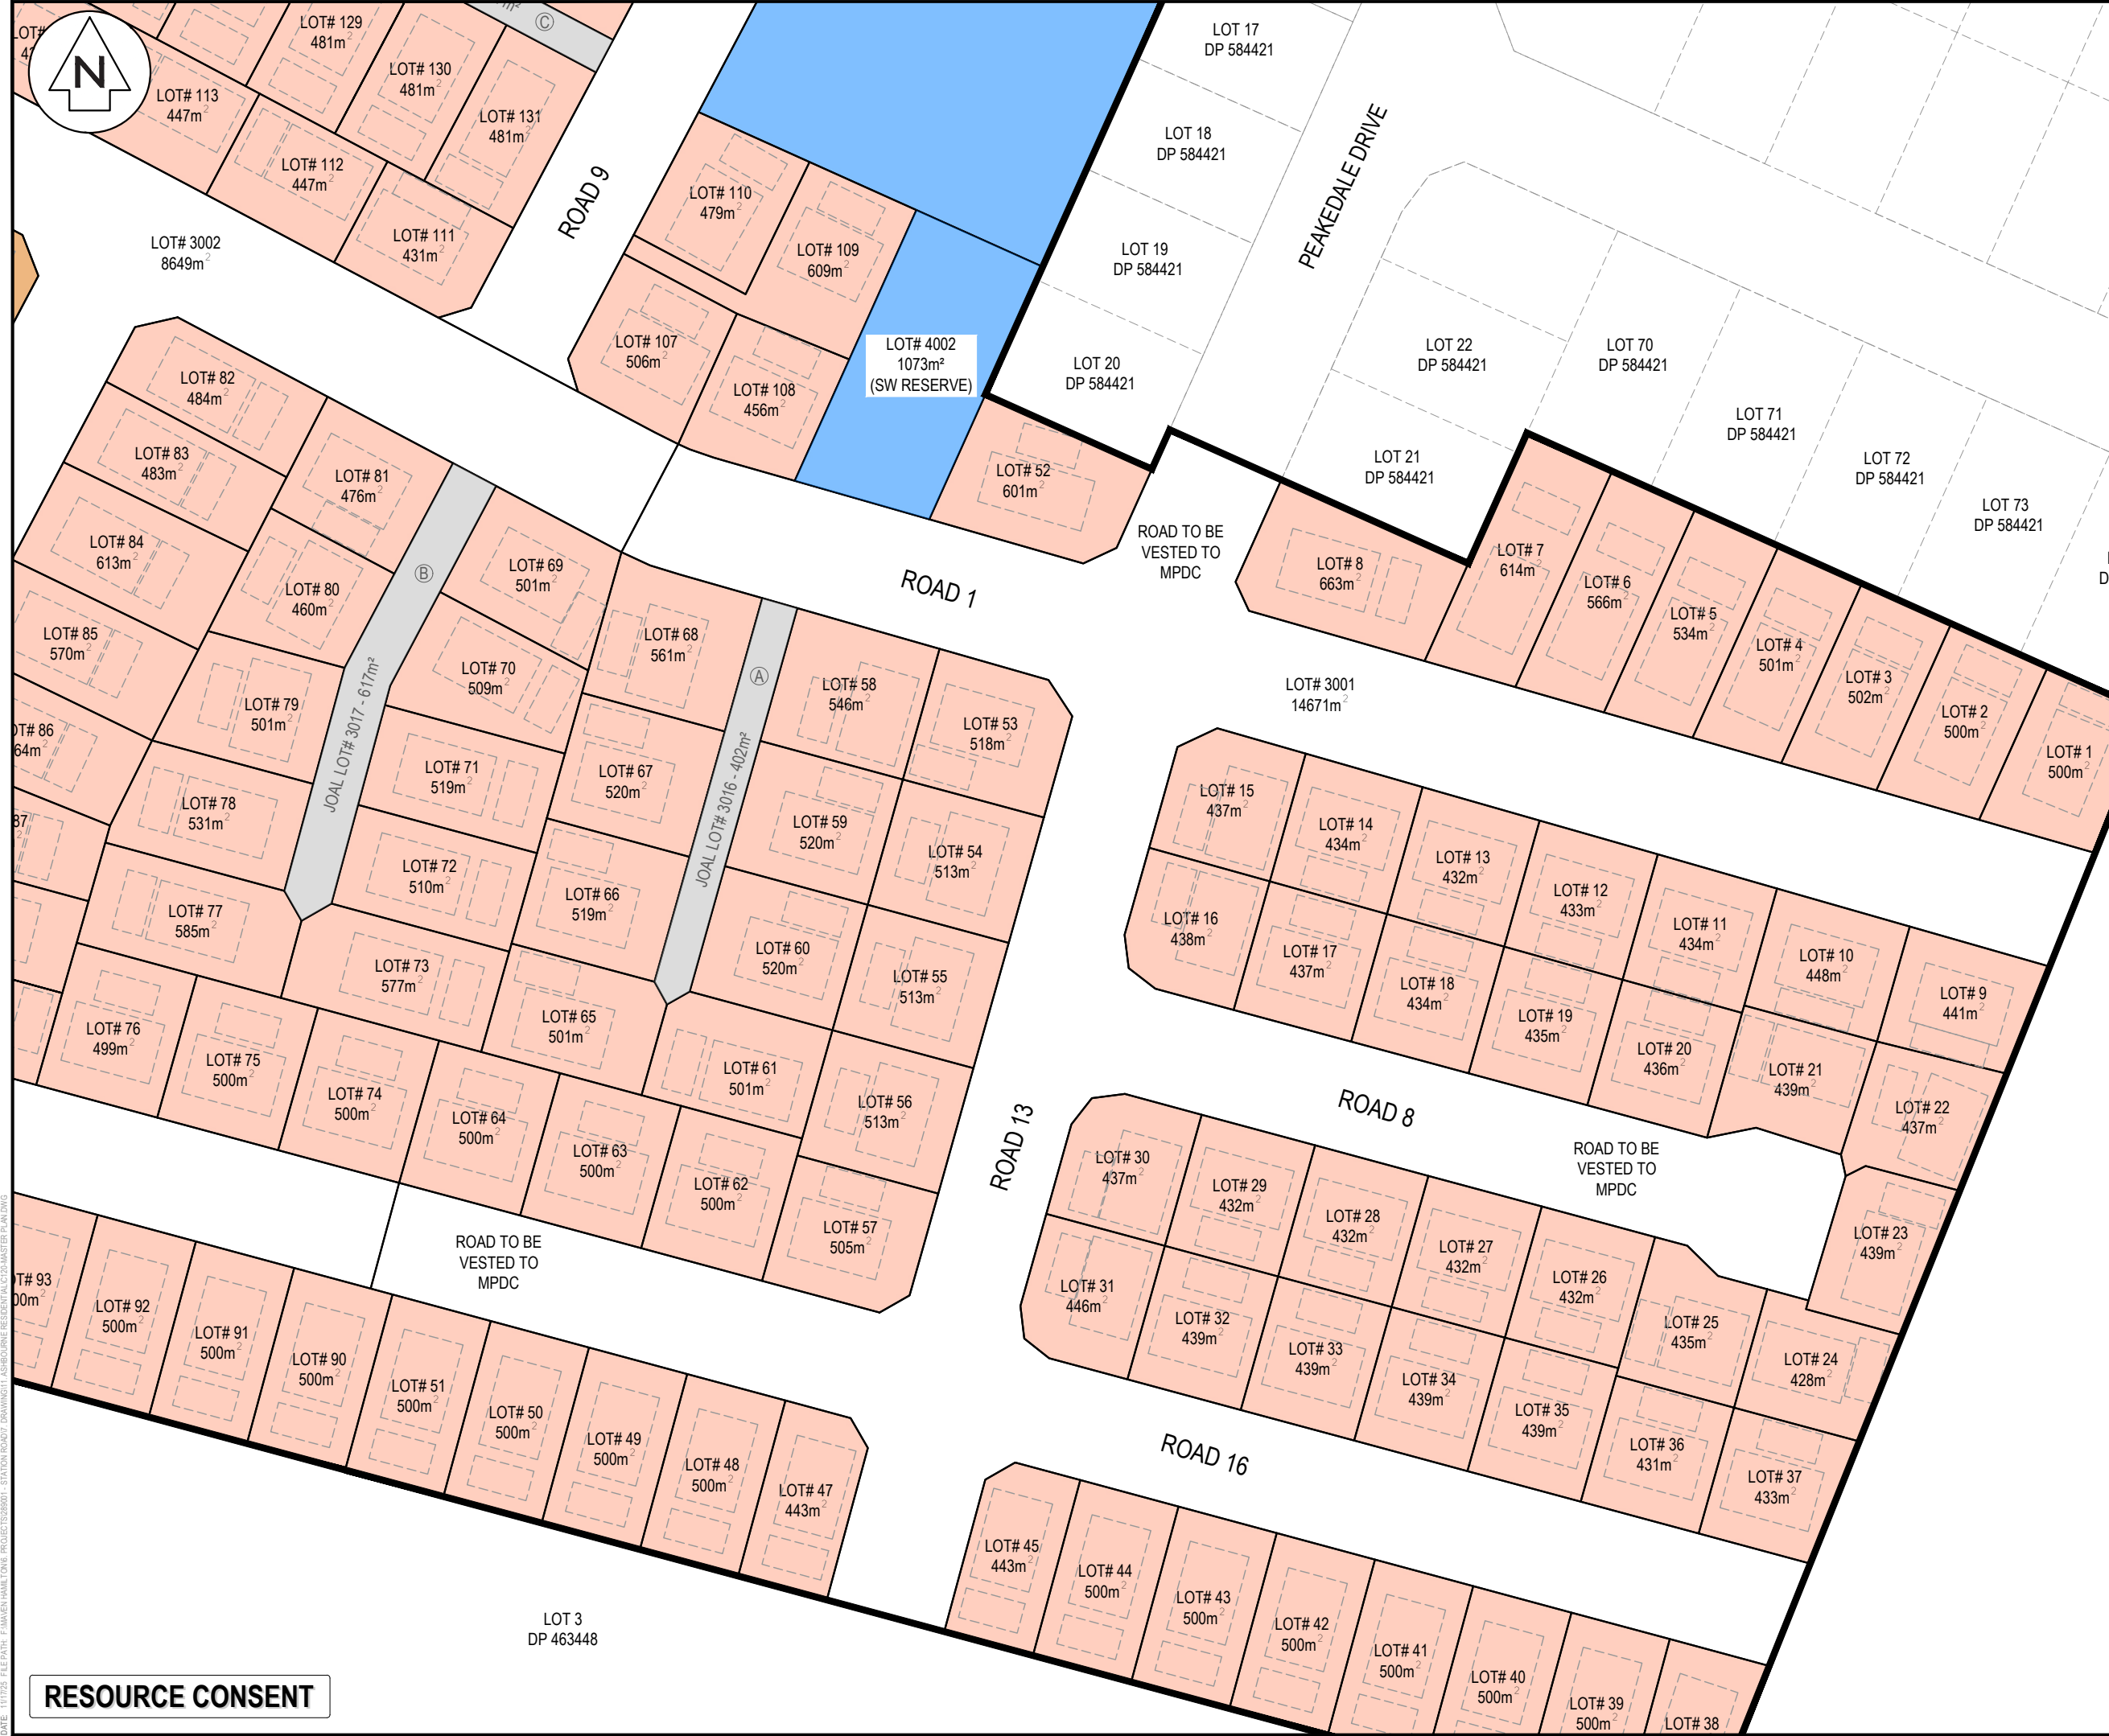 N
LOT# 129
481m²
LOT# 130
481m²
LOT# 131
481m²
LOT# 113
447m²
LOT# 112
447m²
LOT# 111
431m²
LOT# 3002
8649m²
Ⓒ
ROAD 9
LOT# 110
479m²
LOT# 109
609m²
LOT# 107
506m²
LOT# 108
456m²
LOT# 4002
1073m²
(SW RESERVE)
LOT 17
DP 584421
LOT 18
DP 584421
LOT 19
DP 584421
LOT 20
DP 584421
PEAKEDALE DRIVE
LOT 22
DP 584421
LOT 21
DP 584421
LOT 70
DP 584421
LOT 71
DP 584421
LOT 72
DP 584421
LOT 73
DP 584421
LOT# 52
601m²
ROAD TO BE
VESTED TO
MPDC
LOT# 8
663m²
LOT# 7
614m²
LOT# 6
566m²
LOT# 5
534m²
LOT# 4
501m²
LOT# 3
502m²
LOT# 2
500m²
LOT# 1
500m²
ROAD 1
LOT# 3001
14671m²
LOT# 82
484m²
LOT# 83
483m²
LOT# 84
613m²
LOT# 85
570m²
LOT# 81
476m²
LOT# 80
460m²
LOT# 79
501m²
LOT# 78
531m²
LOT# 77
585m²
LOT# 76
499m²
LOT# 75
500m²
LOT# 74
500m²
Ⓑ
JOAL LOT# 3017 - 617m²
LOT# 69
501m²
LOT# 70
509m²
LOT# 71
519m²
LOT# 72
510m²
LOT# 73
577m²
LOT# 68
561m²
LOT# 67
520m²
LOT# 66
519m²
LOT# 65
501m²
LOT# 64
500m²
LOT# 63
500m²
LOT# 62
500m²
Ⓐ
JOAL LOT# 3016 - 402m²
LOT# 58
546m²
LOT# 59
520m²
LOT# 60
520m²
LOT# 61
501m²
LOT# 53
518m²
LOT# 54
513m²
LOT# 55
513m²
LOT# 56
513m²
LOT# 57
505m²
ROAD 13
LOT# 15
437m²
LOT# 14
434m²
LOT# 13
432m²
LOT# 12
433m²
LOT# 11
434m²
LOT# 10
448m²
LOT# 9
441m²
LOT# 16
438m²
LOT# 17
437m²
LOT# 18
434m²
LOT# 19
435m²
LOT# 20
436m²
LOT# 21
439m²
LOT# 22
437m²
LOT# 23
439m²
ROAD 8
ROAD TO BE
VESTED TO
MPDC
LOT# 30
437m²
LOT# 29
432m²
LOT# 28
432m²
LOT# 27
432m²
LOT# 26
432m²
LOT# 25
435m²
LOT# 24
428m²
LOT# 31
446m²
LOT# 32
439m²
LOT# 33
439m²
LOT# 34
439m²
LOT# 35
439m²
LOT# 36
431m²
LOT# 37
433m²
ROAD 16
ROAD TO BE
VESTED TO
MPDC
LOT# 92
500m²
LOT# 91
500m²
LOT# 90
500m²
LOT# 51
500m²
LOT# 50
500m²
LOT# 49
500m²
LOT# 48
500m²
LOT# 47
443m²
LOT# 45
443m²
LOT# 44
500m²
LOT# 43
500m²
LOT# 42
500m²
LOT# 41
500m²
LOT# 40
500m²
LOT# 39
500m²
LOT# 38
LOT 3
DP 463448
RESOURCE CONSENT